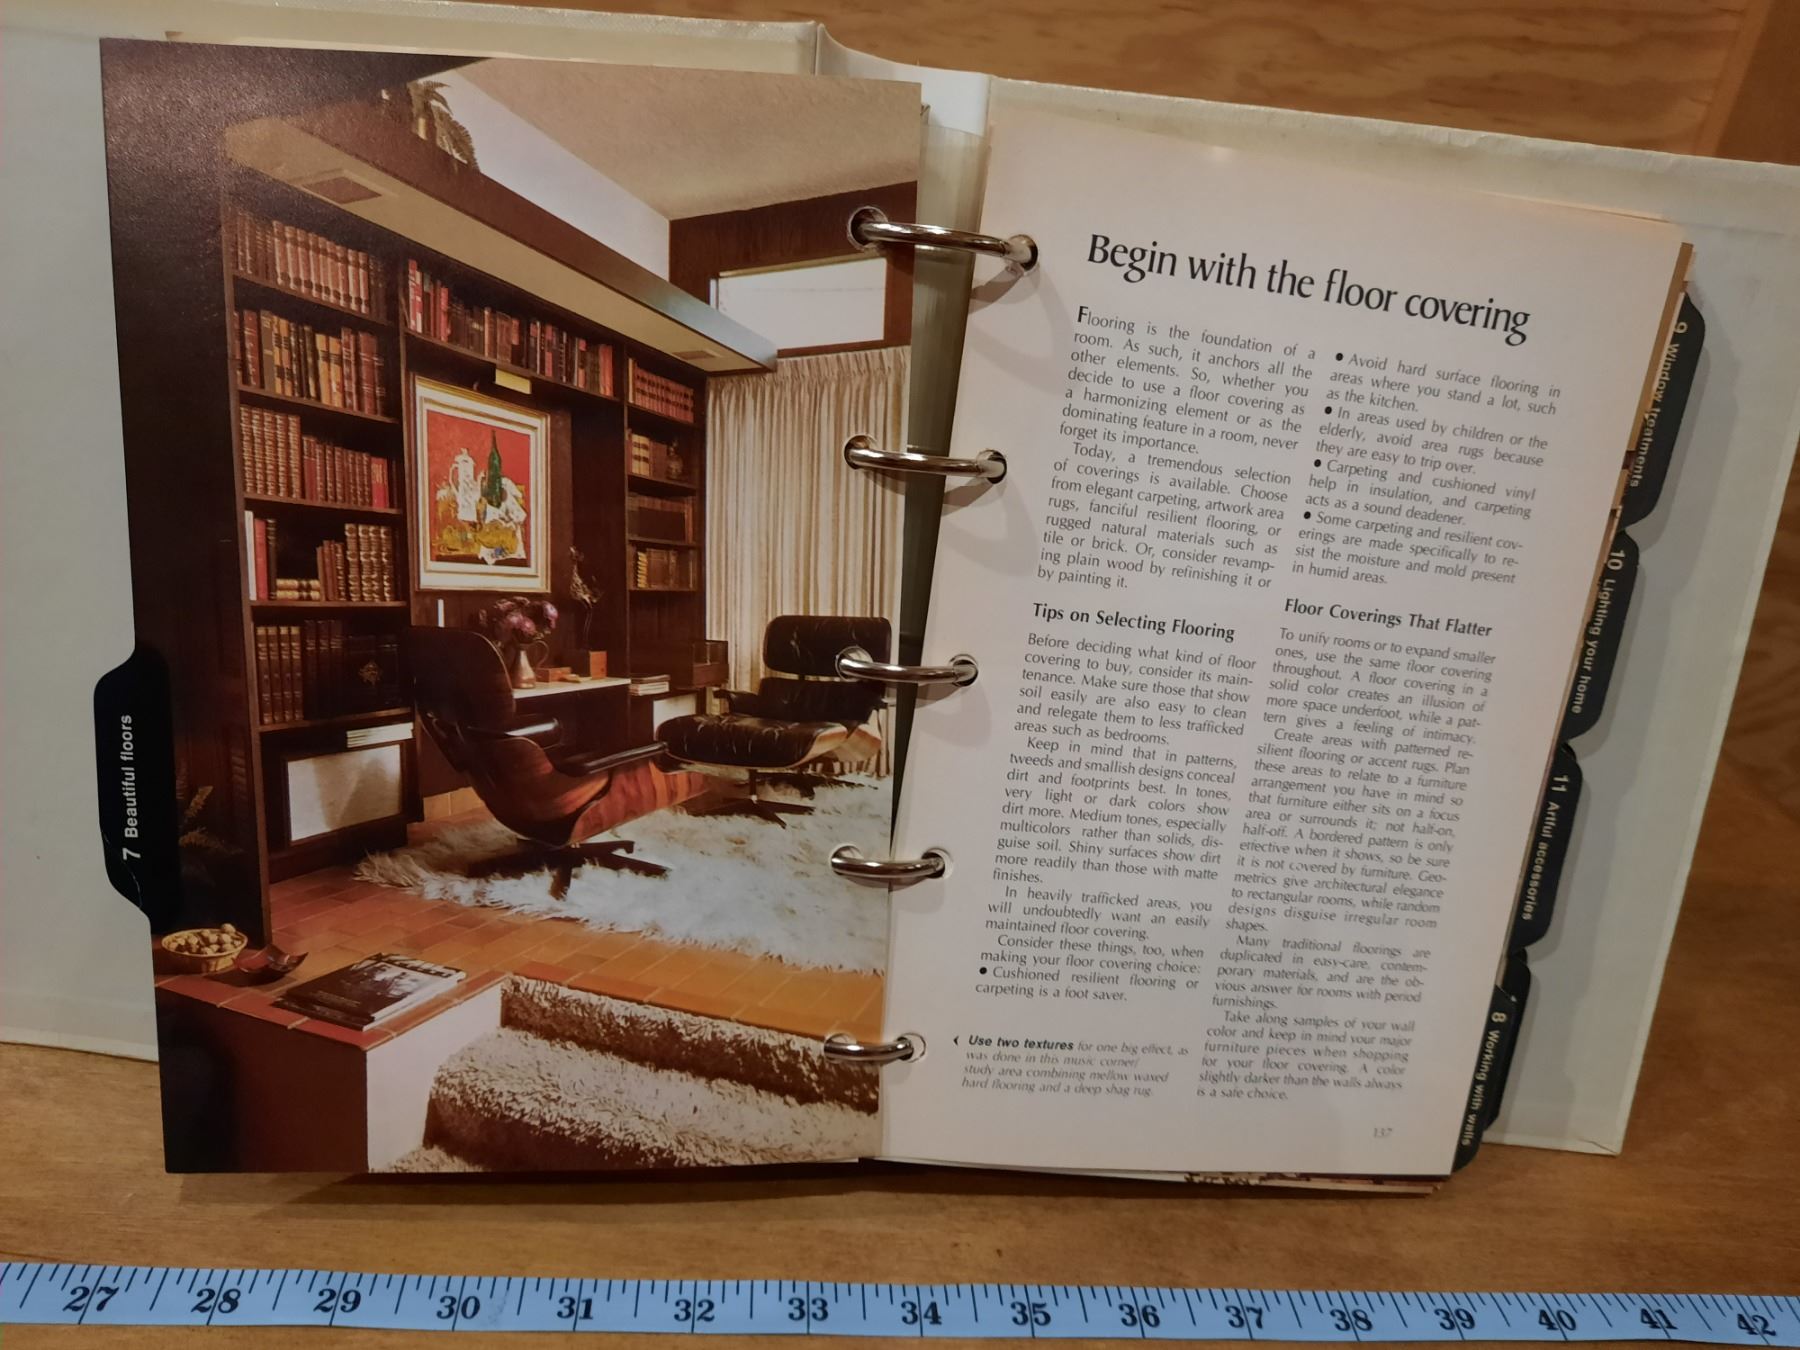 7 Beautiful floors
Begin with the floor covering
Flooring is the foundation of a
room. As such, it anchors all the
other elements. So, whether you
decide to use a floor covering as
a harmonizing element or as the
dominating feature in a room, never
forget its importance.
Today, a tremendous selection
of coverings is available. Choose
from elegant carpeting, artwork area
rugs, fanciful resilient flooring, or
rugged natural materials such as
tile or brick. Or, consider revamp-
ing plain wood by refinishing it or
by painting it.
Tips on Selecting Flooring
Before deciding what kind of floor
covering to buy, consider its main-
tenance. Make sure those that show
soil easily are also easy to clean
and relegate them to less trafficked
areas such as bedrooms.
Keep in mind that in patterns,
tweeds and smallish designs conceal
dirt and footprints best. In tones,
very light or dark colors show
dirt more. Medium tones, especially
multicolors rather than solids, dis-
guise soil. Shiny surfaces show dirt
more readily than those with matte
finishes.
In heavily trafficked areas, you
will undoubtedly want an easily
maintained floor covering.
Consider these things, too, when
making your floor covering choice:
● Cushioned resilient flooring or
carpeting is a foot saver.
Use two textures for one big effect, as
was done in this music corner/
study area combining mellow waxed
hard flooring and a deep shag rug.
● Avoid hard surface flooring in
areas where you stand a lot, such
as the kitchen.
● In areas used by children or the
elderly, avoid area rugs because
they are easy to trip over.
● Carpeting and cushioned vinyl
help in insulation, and carpeting
acts as a sound deadener.
● Some carpeting and resilient cov-
erings are made specifically to re-
sist the moisture and mold present
in humid areas.
Floor Coverings That Flatter
To unify rooms or to expand smaller
ones, use the same floor covering
throughout. A floor covering in a
solid color creates an illusion of
more space underfoot, while a pat-
tern gives a feeling of intimacy.
Create areas with patterned re-
silient flooring or accent rugs. Plan
these areas to relate to a furniture
arrangement you have in mind so
that furniture either sits on a focus
area or surrounds it; not half-on,
half-off. A bordered pattern is only
effective when it shows, so be sure
it is not covered by furniture. Geo-
metrics give architectural elegance
to rectangular rooms, while random
designs disguise irregular room
shapes.
Many traditional floorings are
duplicated in easy-care, contem-
porary materials, and are the ob-
vious answer for rooms with period
furnishings.
Take along samples of your wall
color and keep in mind your major
furniture pieces when shopping
for your floor covering. A color
slightly darker than the walls always
is a safe choice.
137
9 Window treatments
10 Lighting your home
11 Artful accessories
8 Working with walls
27 28 29 30 31 32 33 34 35 36 37 38 39 40 41 42